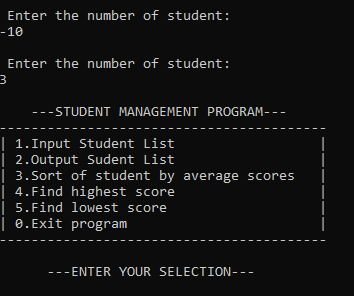 Enter the number of student:
-10
Enter the number of student:
3
---STUDENT MANAGEMENT PROGRAM---
-----------------------------------------
| 1.Input Student List |
| 2.Output Sudent List |
| 3.Sort of student by average scores |
| 4.Find highest score |
| 5.Find lowest score |
| 0.Exit program |
-----------------------------------------
---ENTER YOUR SELECTION---